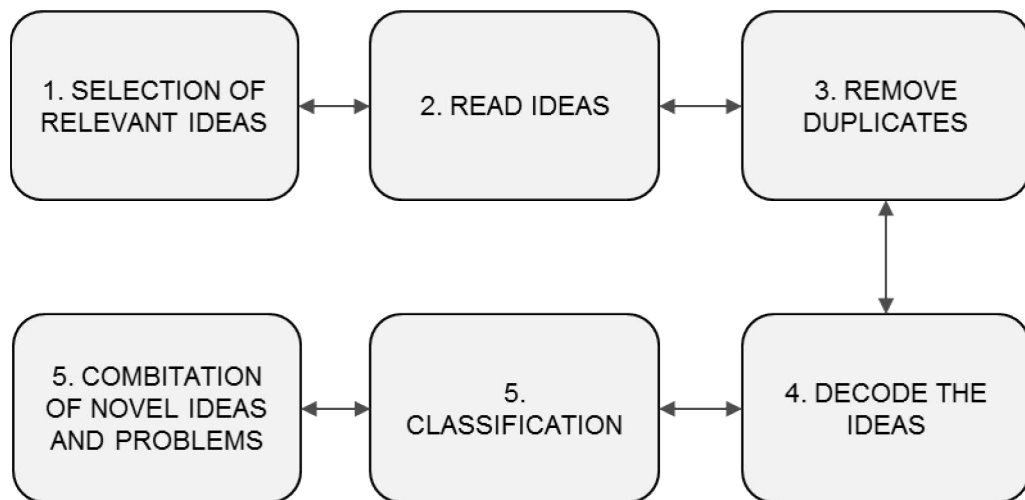 1. SELECTION OF
RELEVANT IDEAS
2. READ IDEAS
3. REMOVE
DUPLICATES
4. DECODE THE
IDEAS
5.
CLASSIFICATION
5. COMBITATION
OF NOVEL IDEAS
AND PROBLEMS